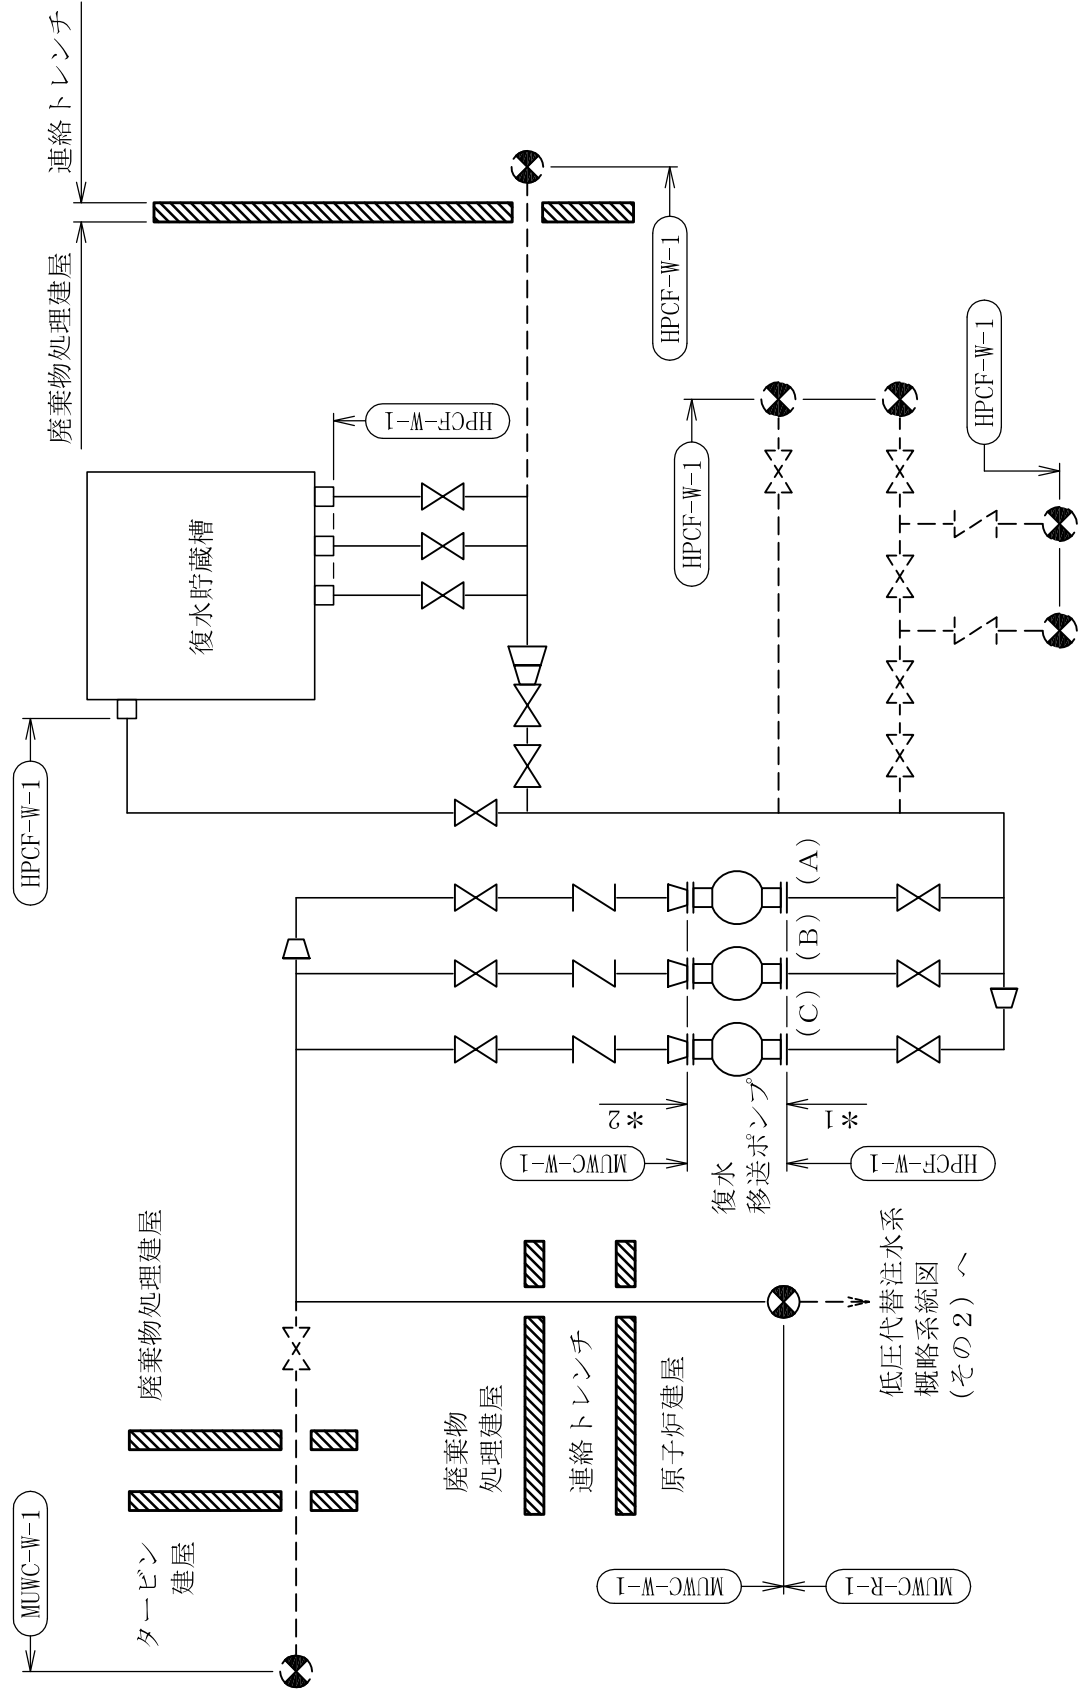 連絡トレンチ
廃棄物処理建屋
復水貯蔵槽
HPCF-W-1
HPCF-W-1
HPCF-W-1
HPCF-W-1
HPCF-W-1
(A)
(B)
(C)
復水
移送ポンプ
*2
*1
MUWC-W-1
HPCF-W-1
廃棄物処理建屋
タービン
建屋
MUWC-W-1
廃棄物
処理建屋
連絡トレンチ
原子炉建屋
低圧代替注水系
概略系統図
(その2) へ
MUWC-W-1
MUWC-R-1